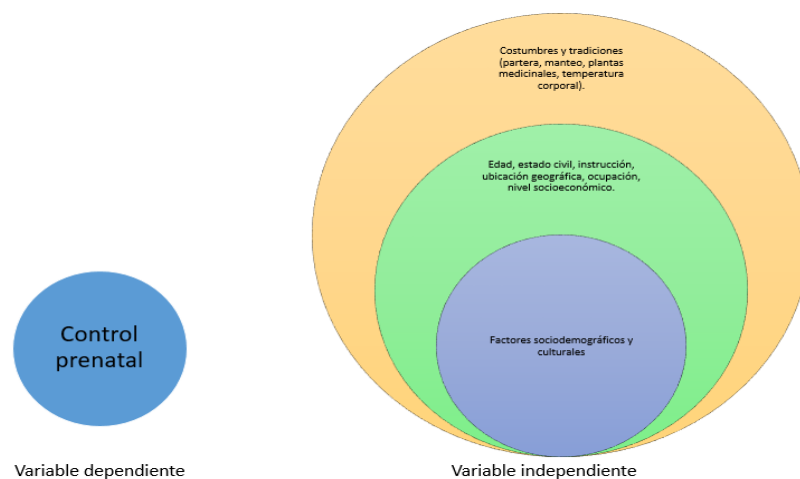 Costumbres y tradiciones
(partera, manteo, plantas
medicinales, temperatura
corporal).
Edad, estado civil, instrucción,
ubicación geográfica, ocupación,
nivel socioeconómico.
Control
prenatal
Factores sociodemográficos y
culturales
Variable dependiente
Variable independiente